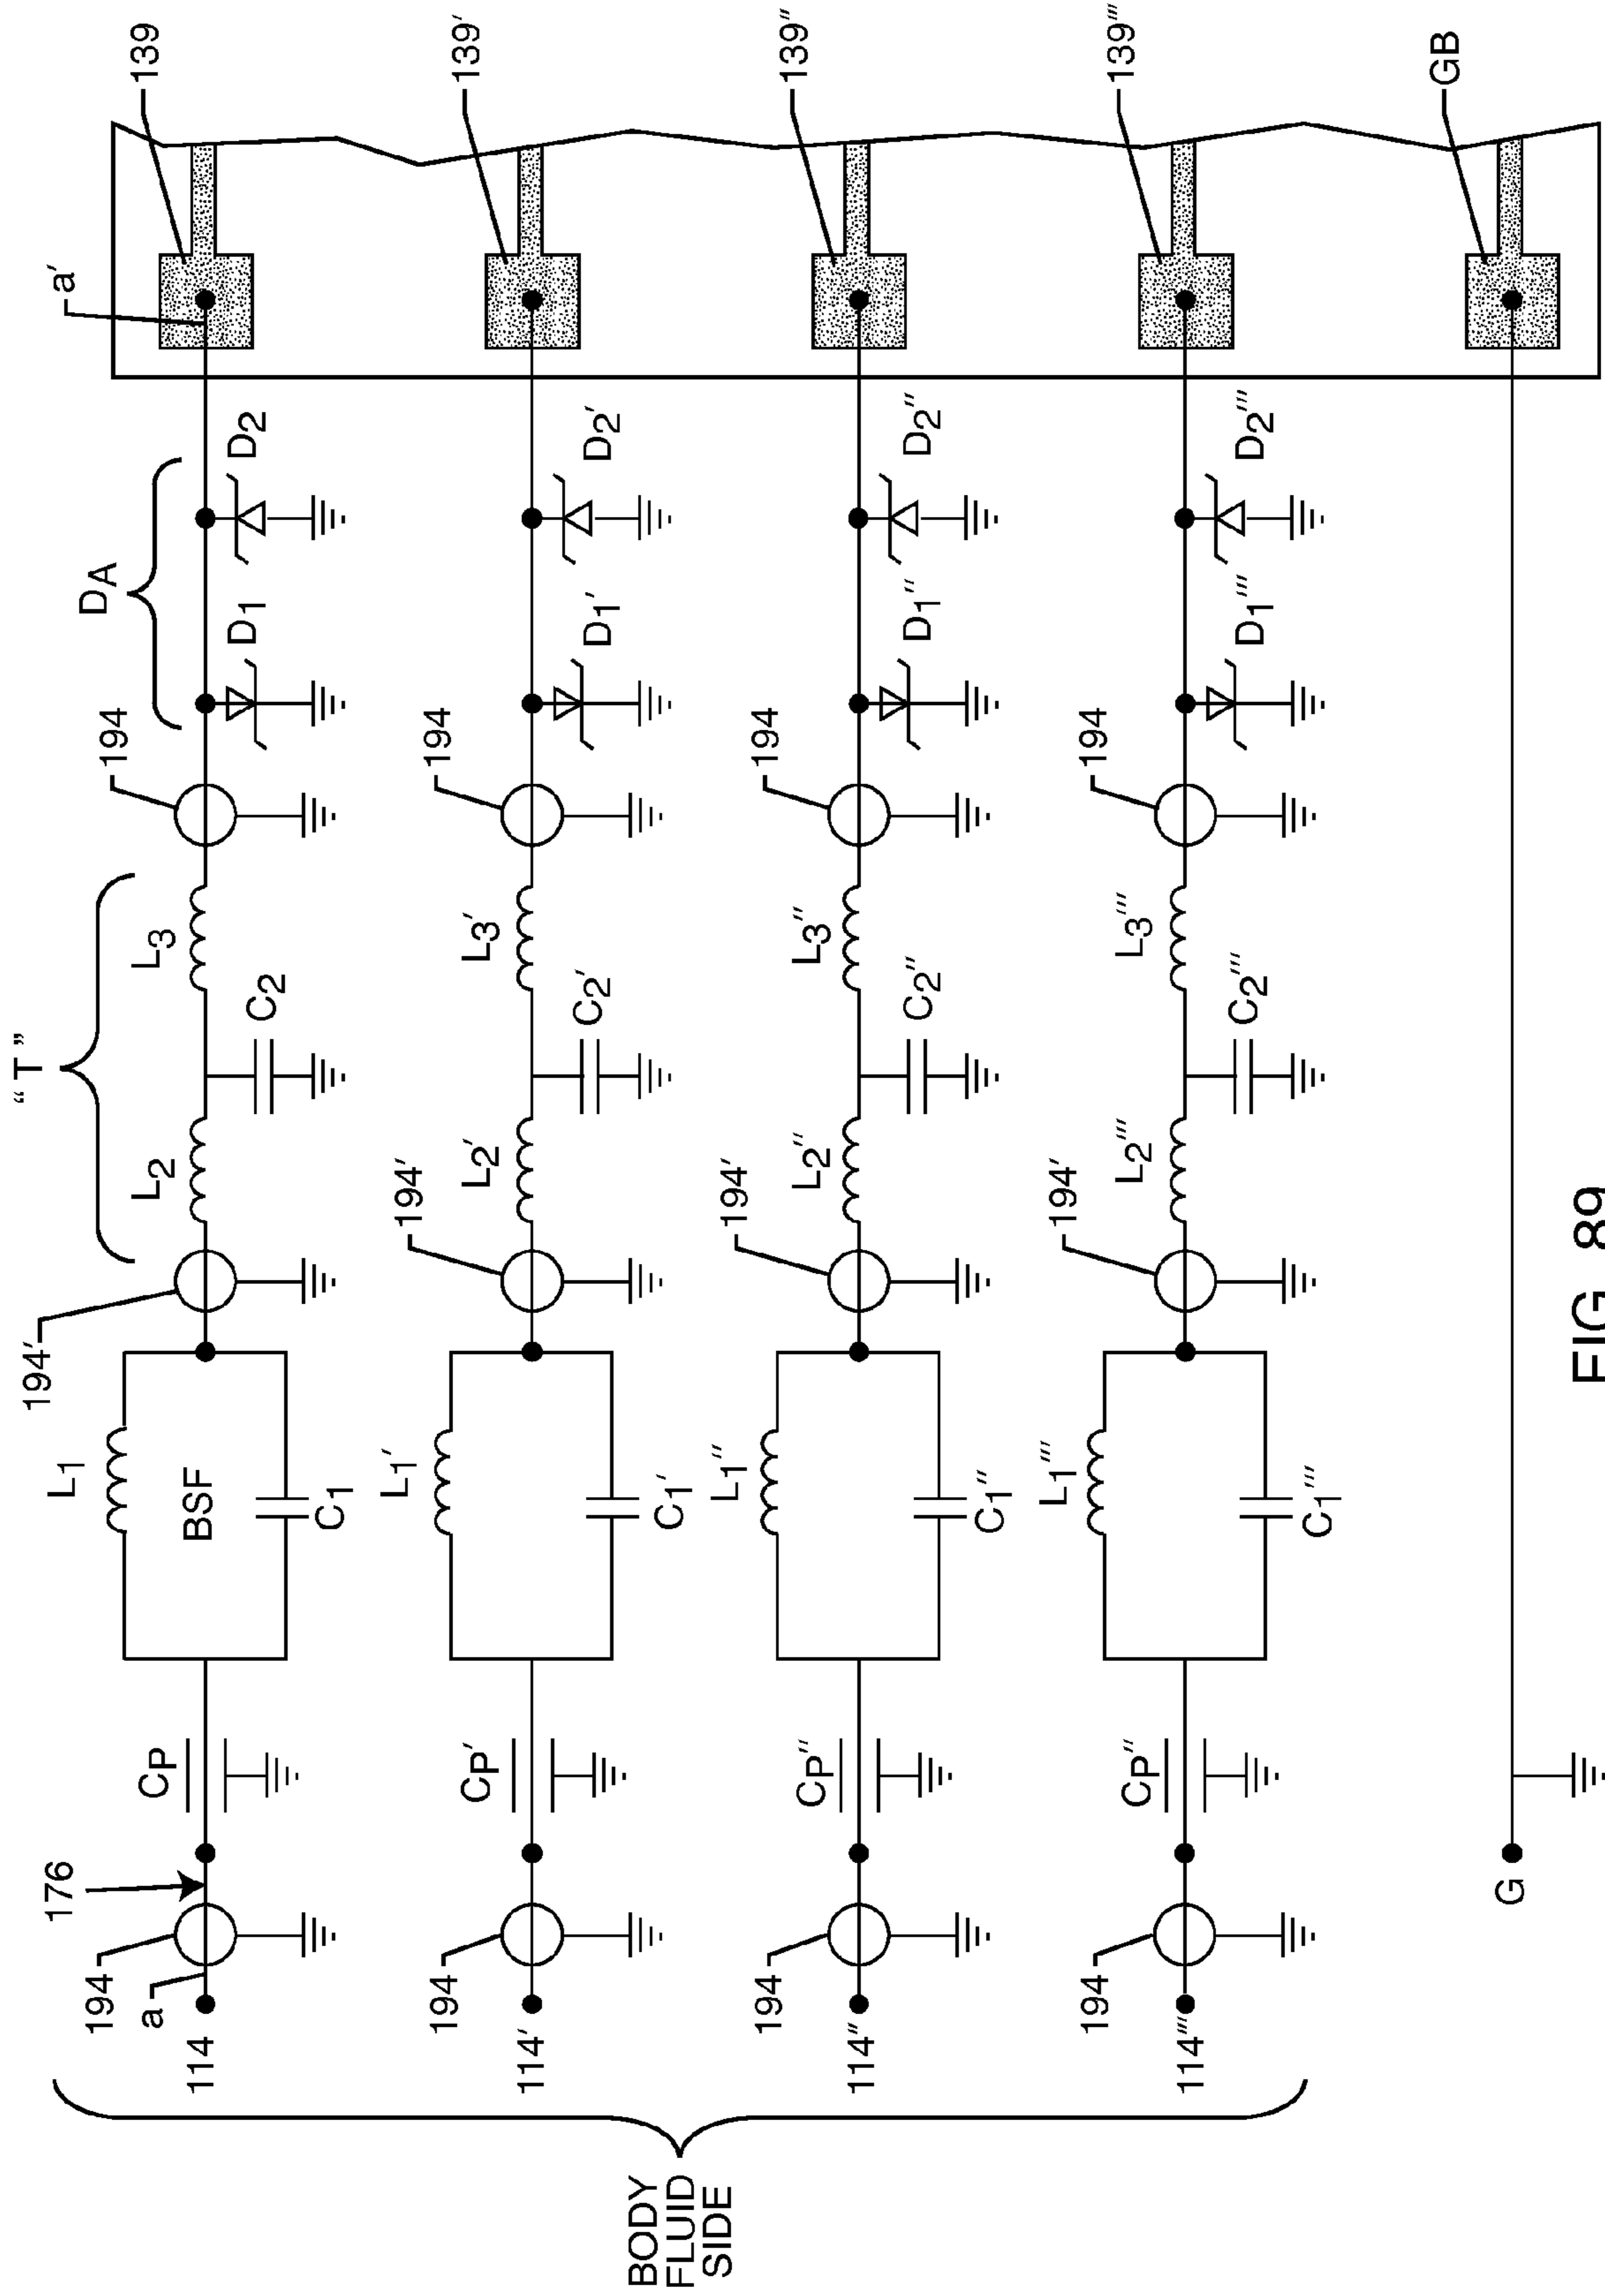 “T”
194′
L1
176
DA
a′
194
a
CP
BSF
C1
L2
C2
L3
194
D1
D2
139
114
194
CP′
L1′
C1′
194′
L2′
C2′
L3′
194
D1′
D2′
139′
114′
BODY
FLUID
SIDE
194
CP″
L1″
C1″
194′
L2″
C2″
L3″
194
D1″
D2″
139″
114″
194
CP″
L1‴
C1‴
194′
L2‴
C2‴
L3‴
194
D1‴
D2‴
139‴
114‴
G
GB
FIG. 89